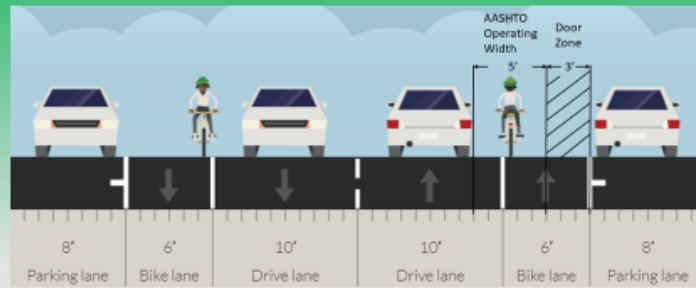 AASHTO
Operating
Width
Door
Zone
5'
3'
8'
6'
10'
10'
6'
8'
Parking lane
Bike lane
Drive lane
Drive lane
Bike lane
Parking lane